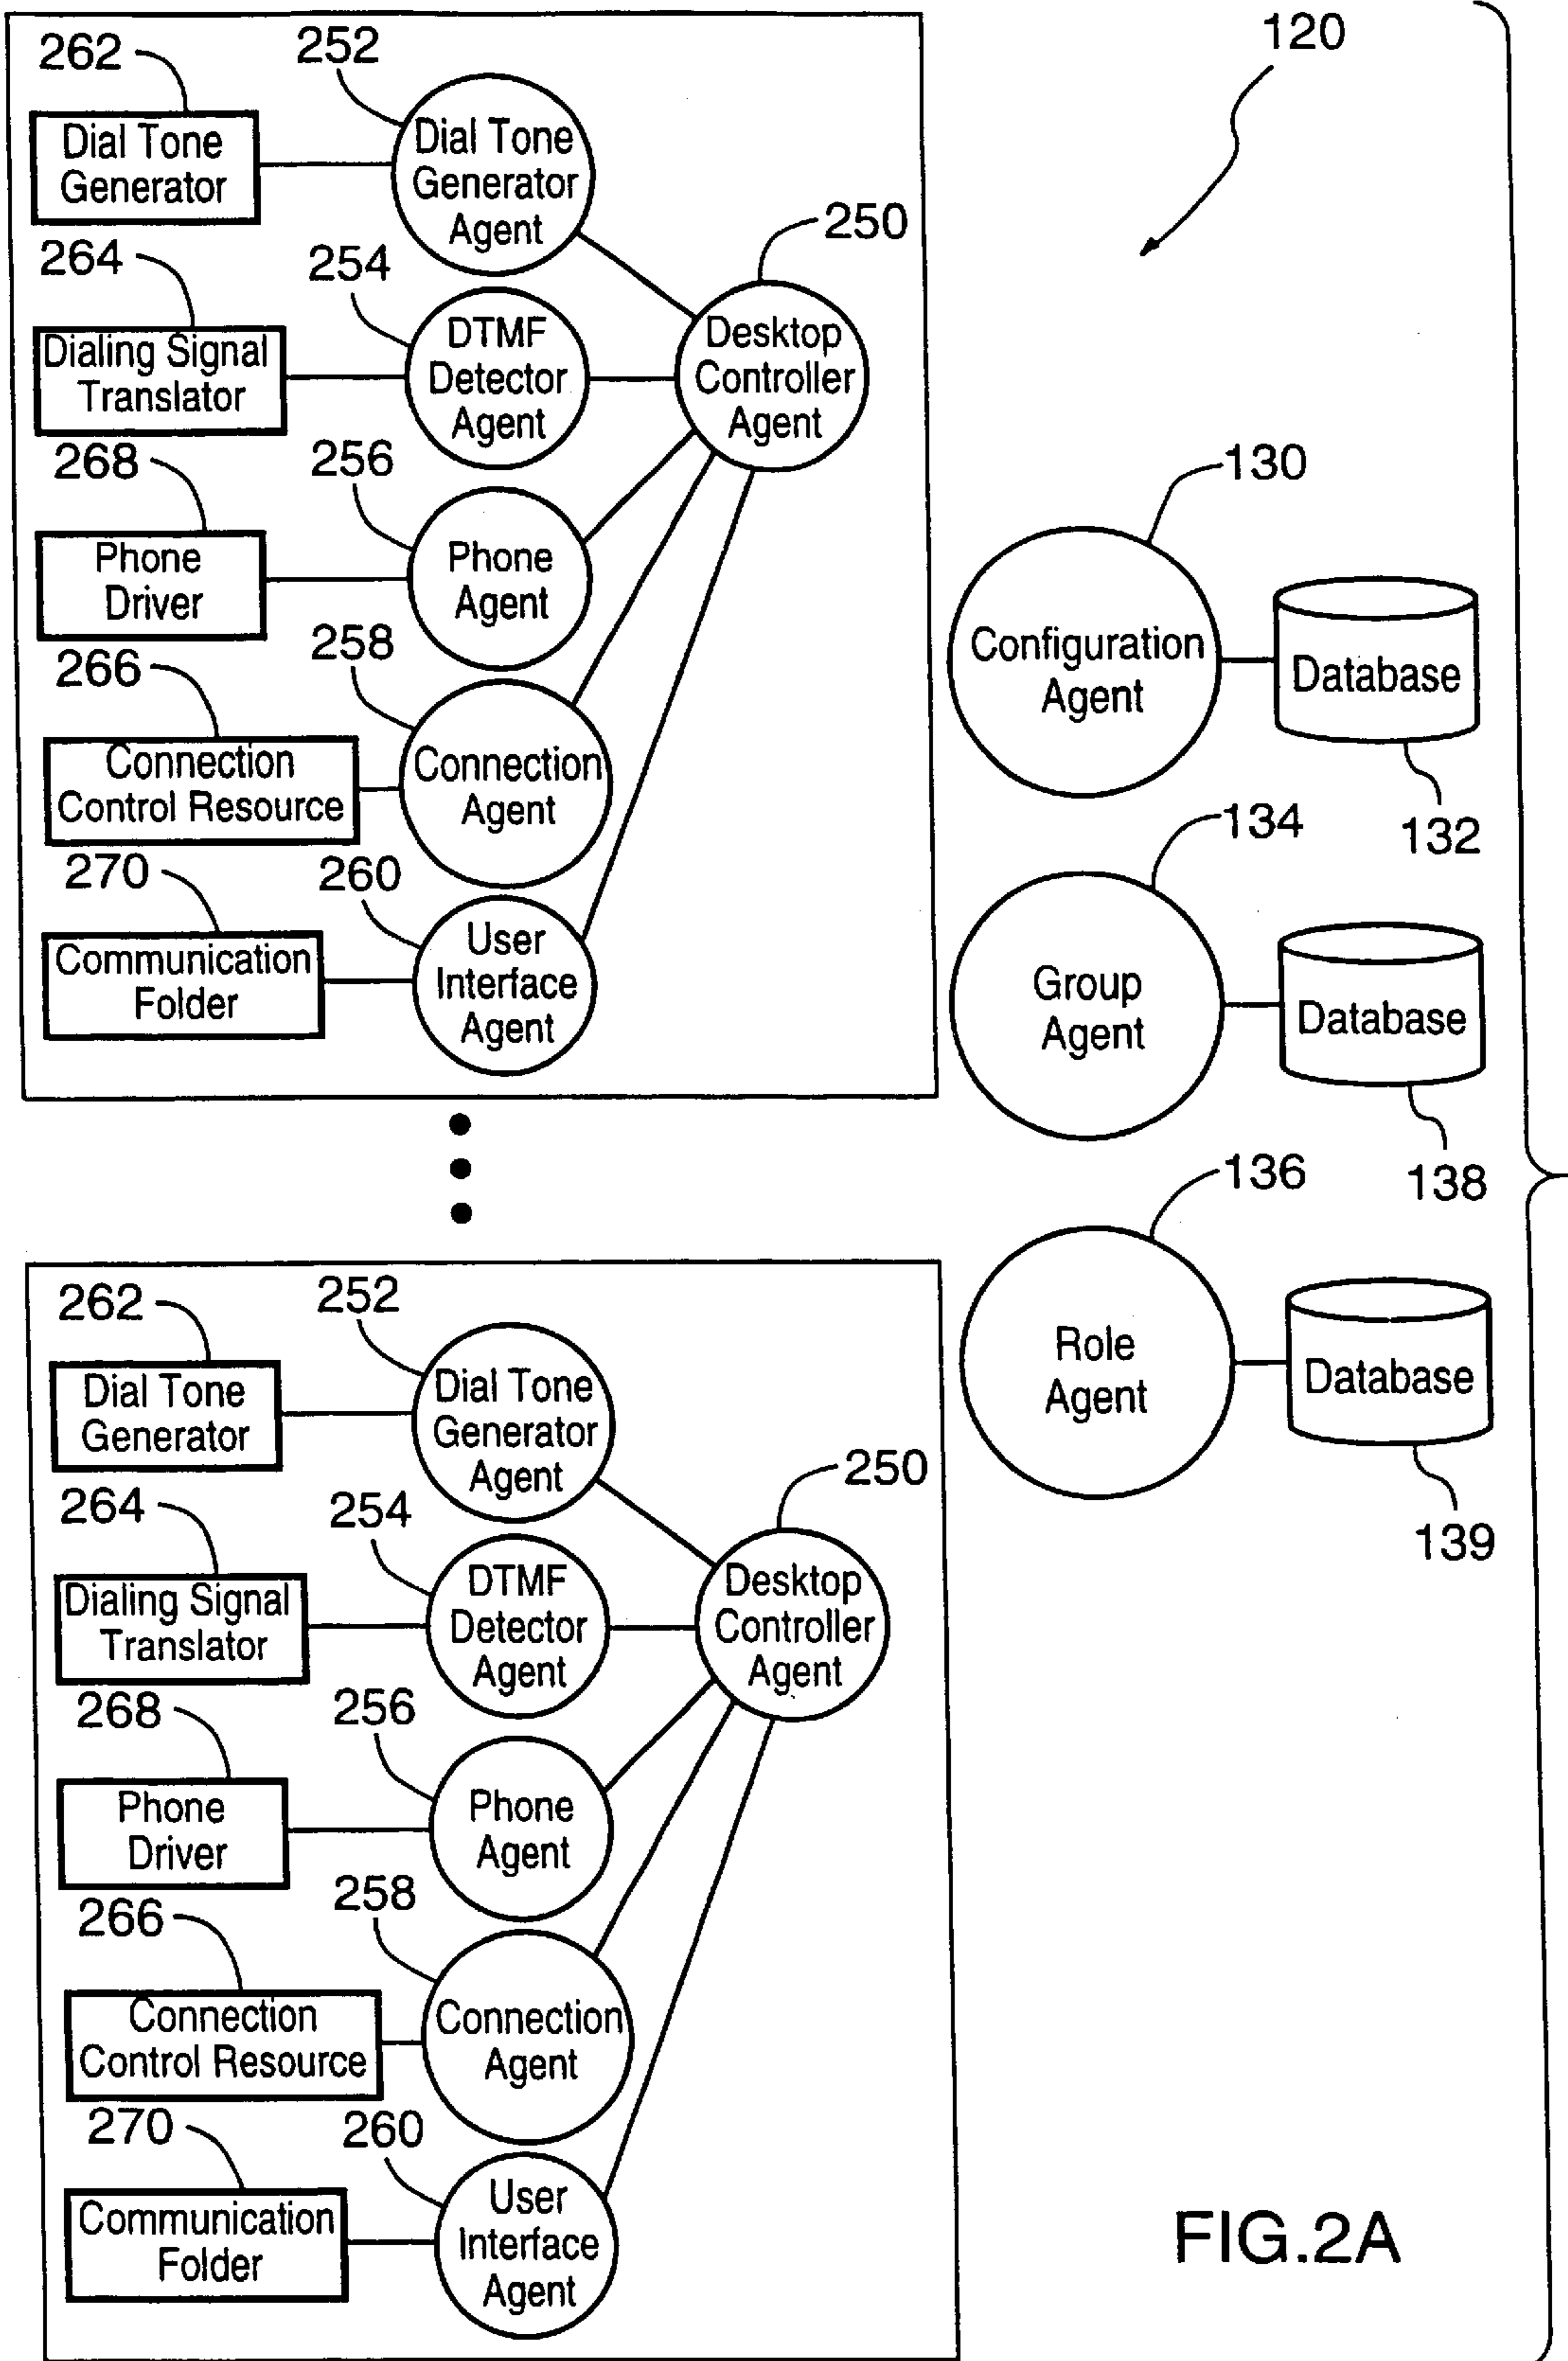 120
262
252
Dial Tone
Generator
Dial Tone
Generator
Agent
250
264
254
Dialing Signal
Translator
DTMF
Detector
Agent
Desktop
Controller
Agent
268
256
Phone
Driver
Phone
Agent
266
258
Connection
Control Resource
Connection
Agent
270
260
Communication
Folder
User
Interface
Agent
130
Configuration
Agent
Database
132
134
Group
Agent
Database
138
136
Role
Agent
Database
139
262
252
Dial Tone
Generator
Dial Tone
Generator
Agent
250
264
254
Dialing Signal
Translator
DTMF
Detector
Agent
Desktop
Controller
Agent
268
256
Phone
Driver
Phone
Agent
266
258
Connection
Control Resource
Connection
Agent
270
260
Communication
Folder
User
Interface
Agent
FIG.2A